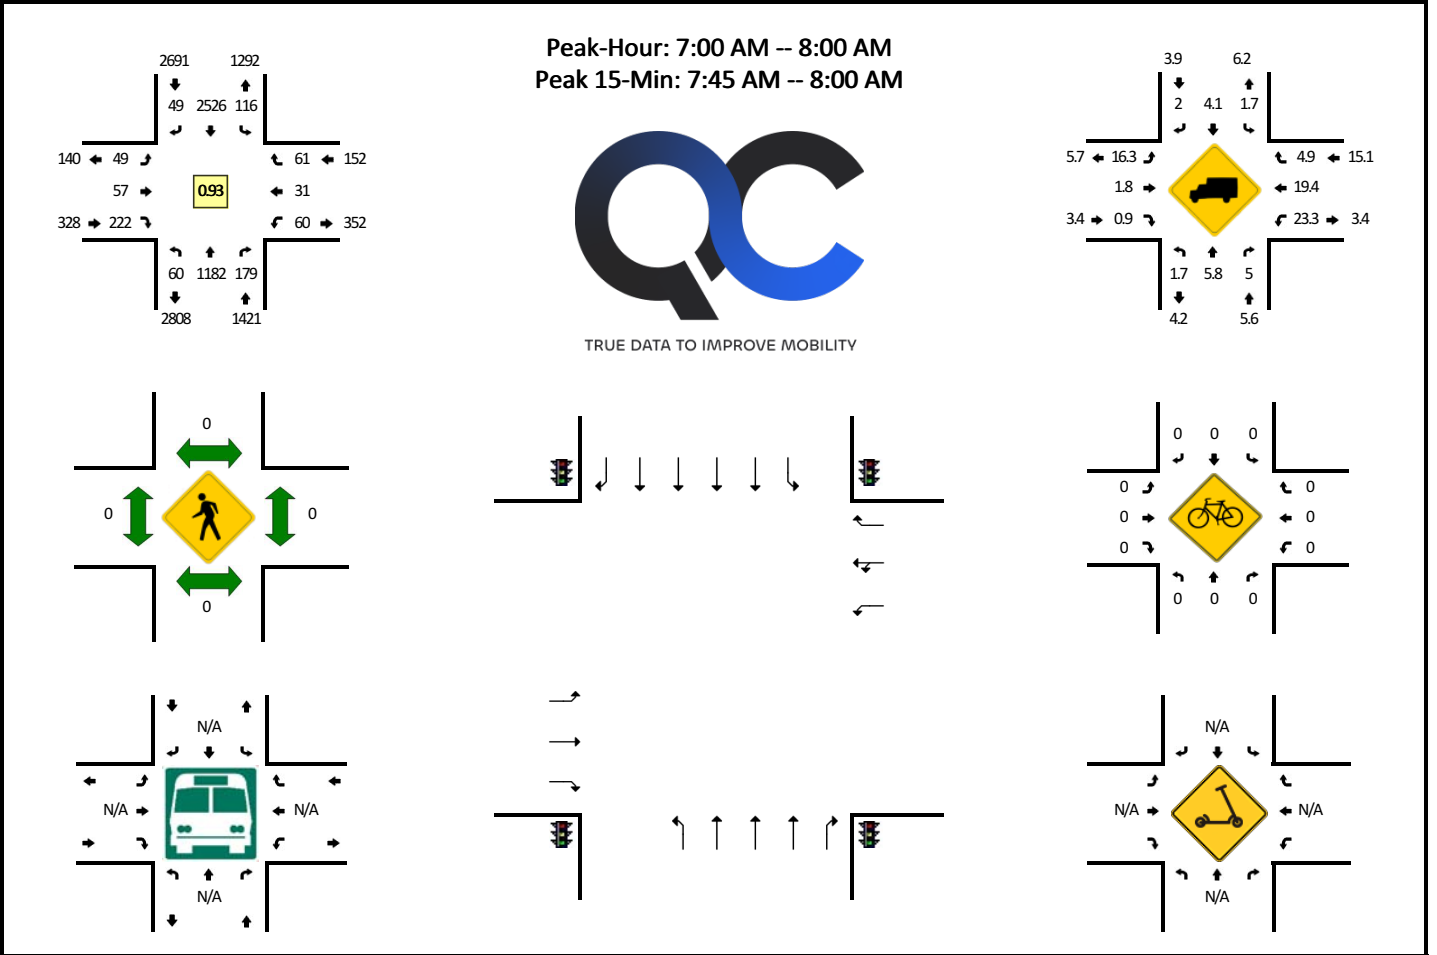 Peak-Hour: 7:00 AM -- 8:00 AM
Peak 15-Min: 7:45 AM -- 8:00 AM
2691 1292
49 2526 116
140 49 61 152
57 0.93 31
328 222 60 352
60 1182 179
2808 1421
QC
TRUE DATA TO IMPROVE MOBILITY
3.9 6.2
2 4.1 1.7
5.7 16.3 4.9 15.1
1.8 19.4
3.4 0.9 23.3 3.4
1.7 5.8 5
4.2 5.6
0
0 0
0
0 0 0
0 0
0 0
0 0
0 0 0
N/A
N/A N/A
N/A
N/A
N/A N/A
N/A